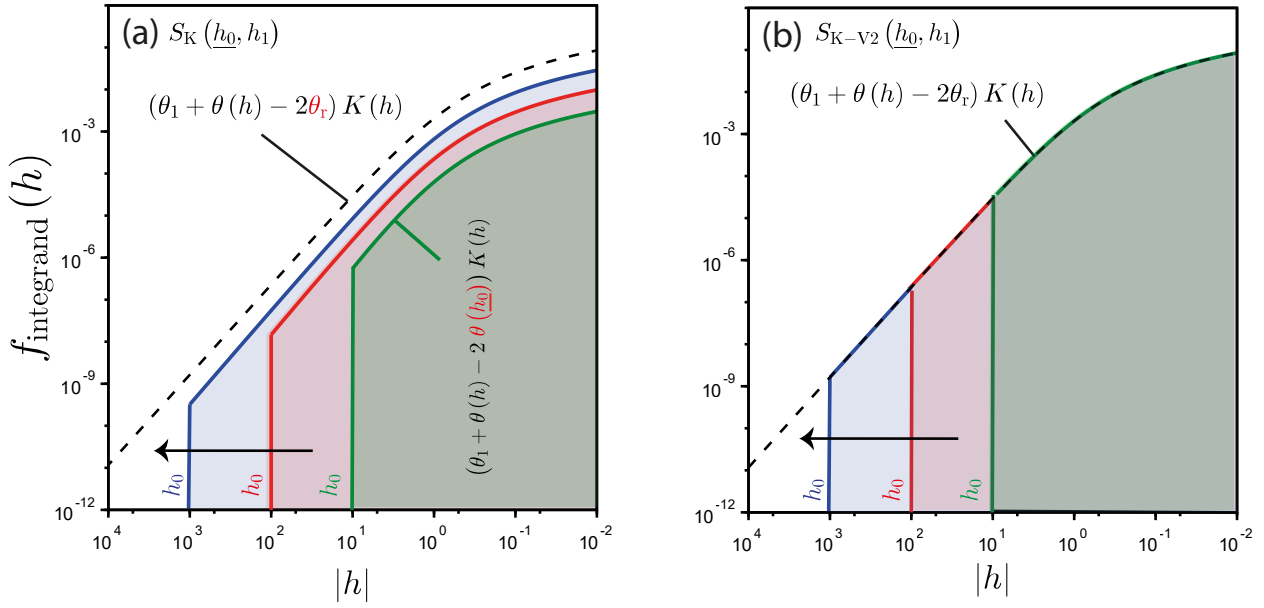 (a) S_K (h_0, h_1)
(θ_1 + θ (h) − 2θ_r) K (h)
f_integrand (h)
10^-3
10^-6
10^-9
10^-12
(θ_1 + θ (h) − 2 θ (h_0)) K (h)
h_0
h_0
h_0
10^4
10^3
10^2
10^1
10^0
10^-1
10^-2
|h|
(b) S_K−V2 (h_0, h_1)
(θ_1 + θ (h) − 2θ_r) K (h)
10^-3
10^-6
10^-9
10^-12
h_0
h_0
h_0
10^4
10^3
10^2
10^1
10^0
10^-1
10^-2
|h|